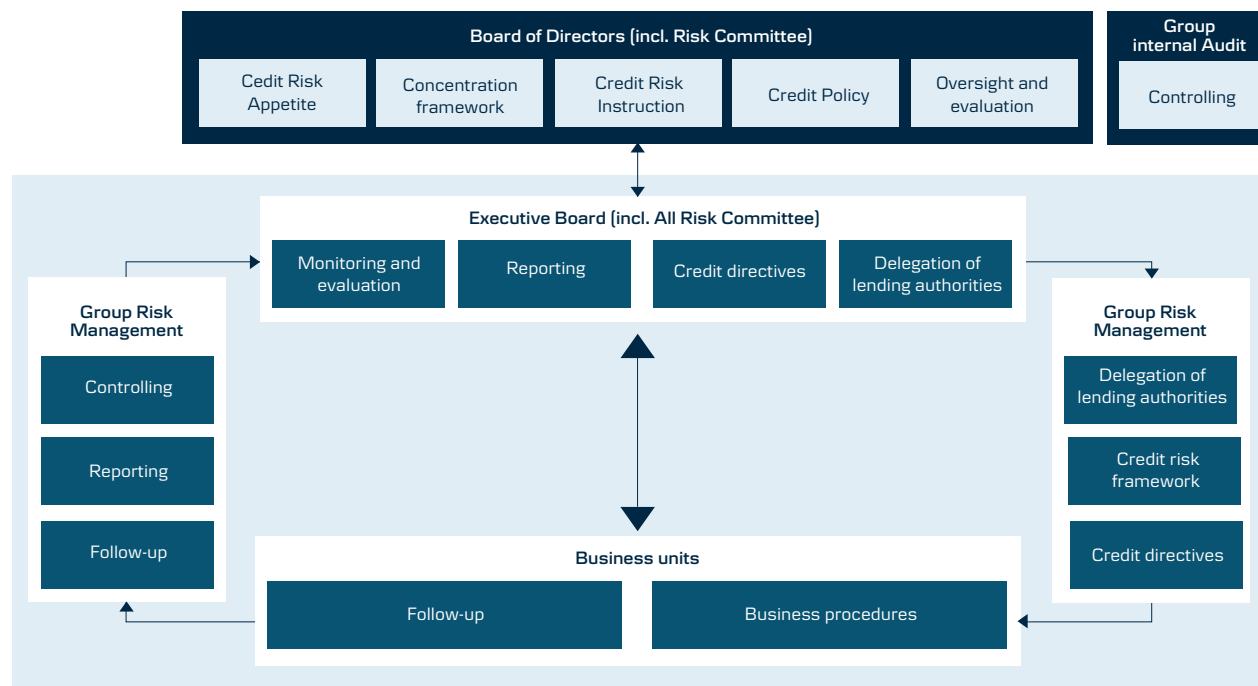 Board of Directors (incl. Risk Committee)
Cedit Risk
Appetite
Concentration
framework
Credit Risk
Instruction
Credit Policy
Oversight and
evaluation
Group
internal Audit
Controlling
Executive Board (incl. All Risk Committee)
Monitoring and
evaluation
Reporting
Credit directives
Delegation of
lending authorities
Group Risk
Management
Controlling
Reporting
Follow-up
Group Risk
Management
Delegation of
lending authorities
Credit risk
framework
Credit directives
Business units
Follow-up
Business procedures